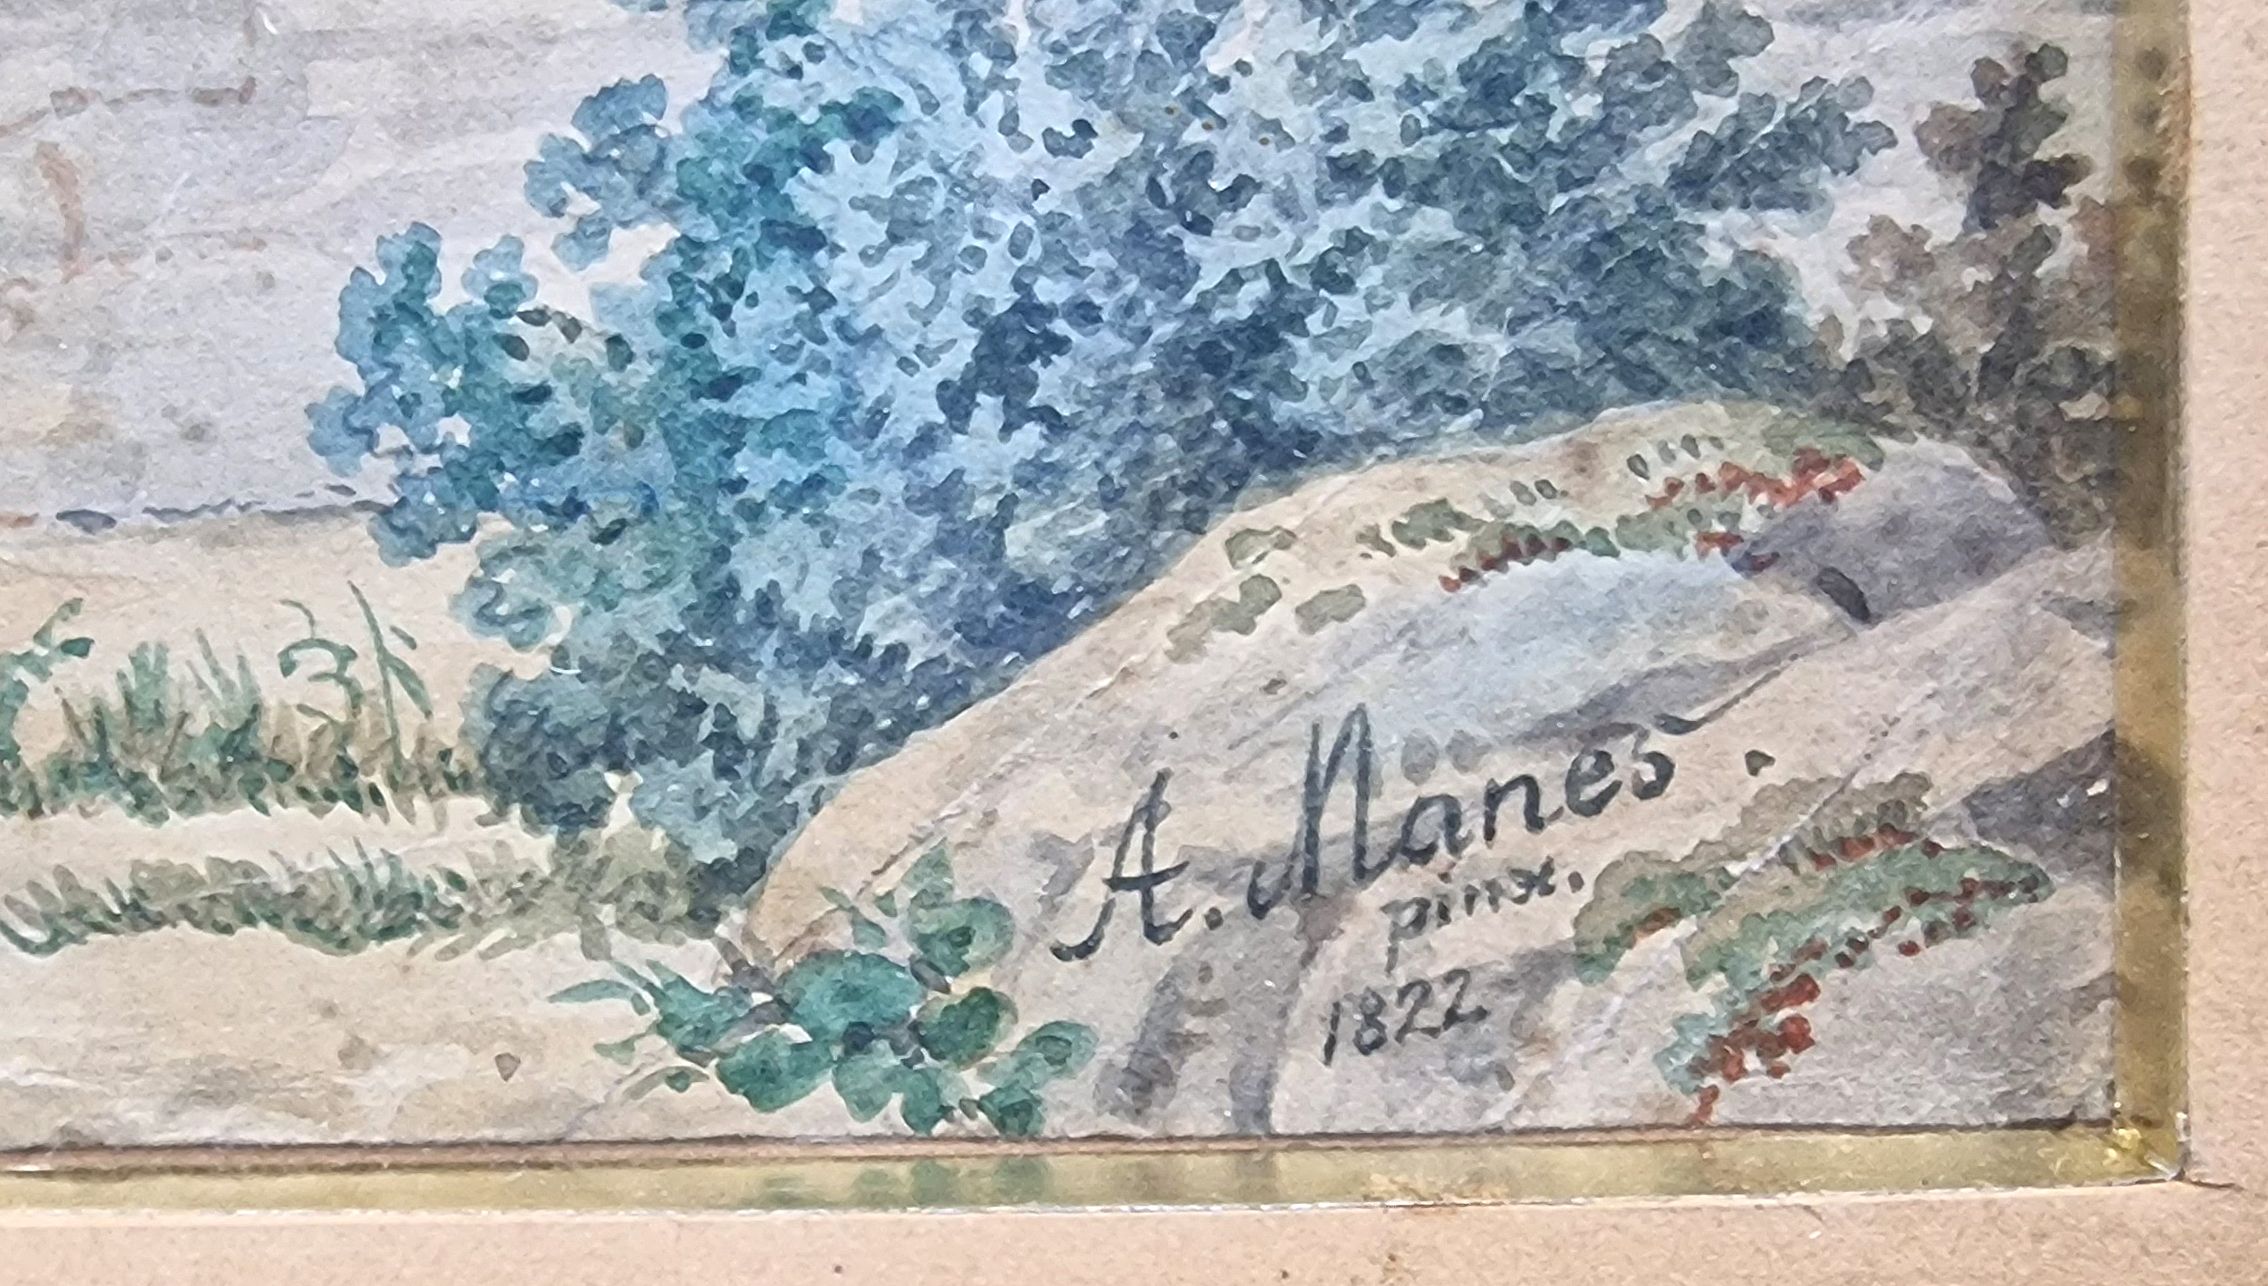 A. Manes.
pinx.
1822